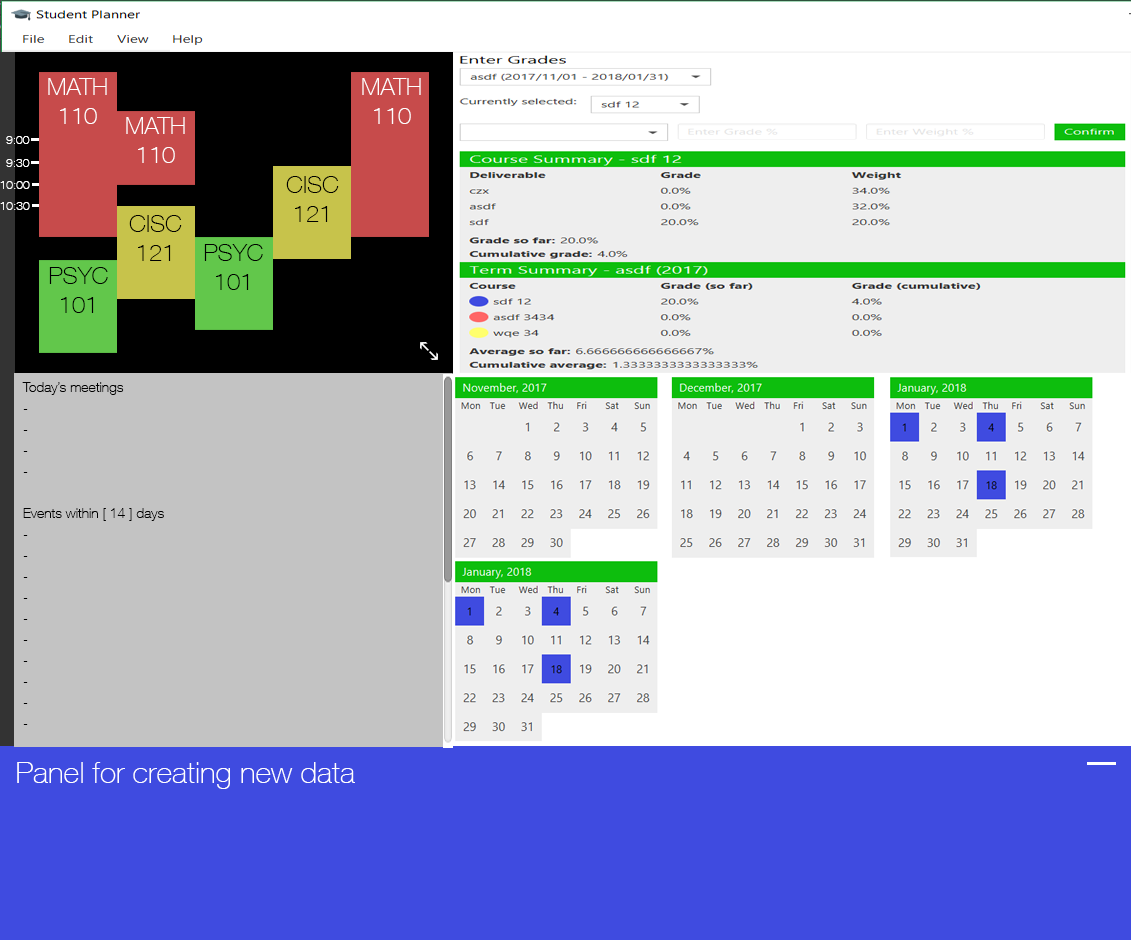 Student Planner
File Edit View Help
MATH
110
MATH
110
MATH
110
CISC
121
CISC
121
PSYC
101
PSYC
101
9:00
9:30
10:00
10:30
Enter Grades
asdf (2017/11/01 - 2018/01/31)
Currently selected: sdf 12
Enter Grade % Enter Weight % Confirm
Course Summary - sdf 12
Deliverable Grade Weight
czx 0.0% 34.0%
asdf 0.0% 32.0%
sdf 20.0% 20.0%
Grade so far: 20.0%
Cumulative grade: 4.0%
Term Summary - asdf (2017)
Course Grade (so far) Grade (cumulative)
sdf 12 20.0% 4.0%
asdf 3434 0.0% 0.0%
wqe 34 0.0% 0.0%
Average so far: 6.666666666666667%
Cumulative average: 1.3333333333333333%
Today's meetings
-
-
-
-
Events within [ 14 ] days
-
-
-
-
-
-
-
-
-
-
November, 2017
Mon Tue Wed Thu Fri Sat Sun
1 2 3 4 5
6 7 8 9 10 11 12
13 14 15 16 17 18 19
20 21 22 23 24 25 26
27 28 29 30
December, 2017
Mon Tue Wed Thu Fri Sat Sun
1 2 3
4 5 6 7 8 9 10
11 12 13 14 15 16 17
18 19 20 21 22 23 24
25 26 27 28 29 30 31
January, 2018
Mon Tue Wed Thu Fri Sat Sun
1 2 3 4 5 6 7
8 9 10 11 12 13 14
15 16 17 18 19 20 21
22 23 24 25 26 27 28
29 30 31
January, 2018
Mon Tue Wed Thu Fri Sat Sun
1 2 3 4 5 6 7
8 9 10 11 12 13 14
15 16 17 18 19 20 21
22 23 24 25 26 27 28
29 30 31
Panel for creating new data